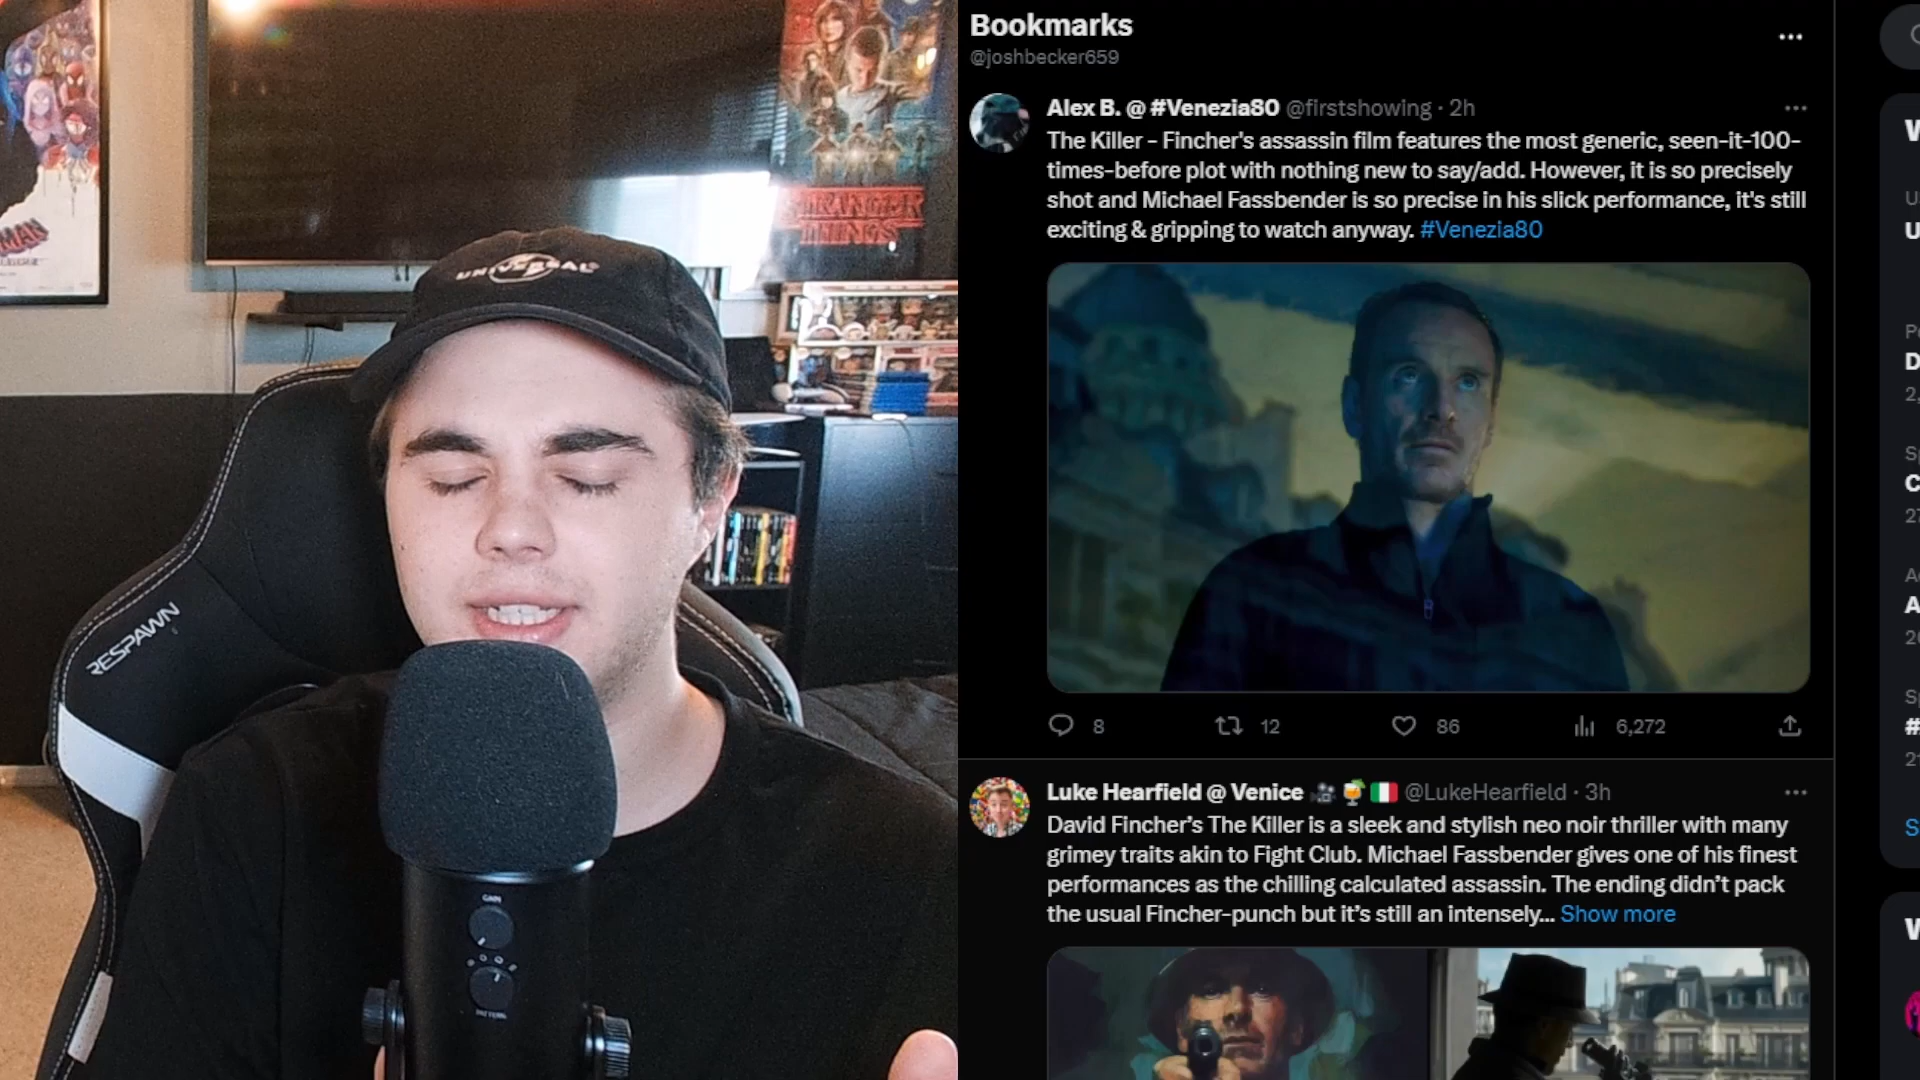 UNIVERSAL
STRANGER
THINGS
RESPAWN
GAIN
PATTERN
Bookmarks
@joshbecker659
Alex B. @ #Venezia80 @firstshowing · 2h
The Killer – Fincher's assassin film features the most generic, seen-it-100-
times-before plot with nothing new to say/add. However, it is so precisely
shot and Michael Fassbender is so precise in his slick performance, it's still
exciting & gripping to watch anyway. #Venezia80
8 12 86 6,272
Luke Hearfield @ Venice 🎥🍹🇮🇹 @LukeHearfield · 3h
David Fincher’s The Killer is a sleek and stylish neo noir thriller with many
grimey traits akin to Fight Club. Michael Fassbender gives one of his finest
performances as the chilling calculated assassin. The ending didn’t pack
the usual Fincher-punch but it’s still an intensely... Show more